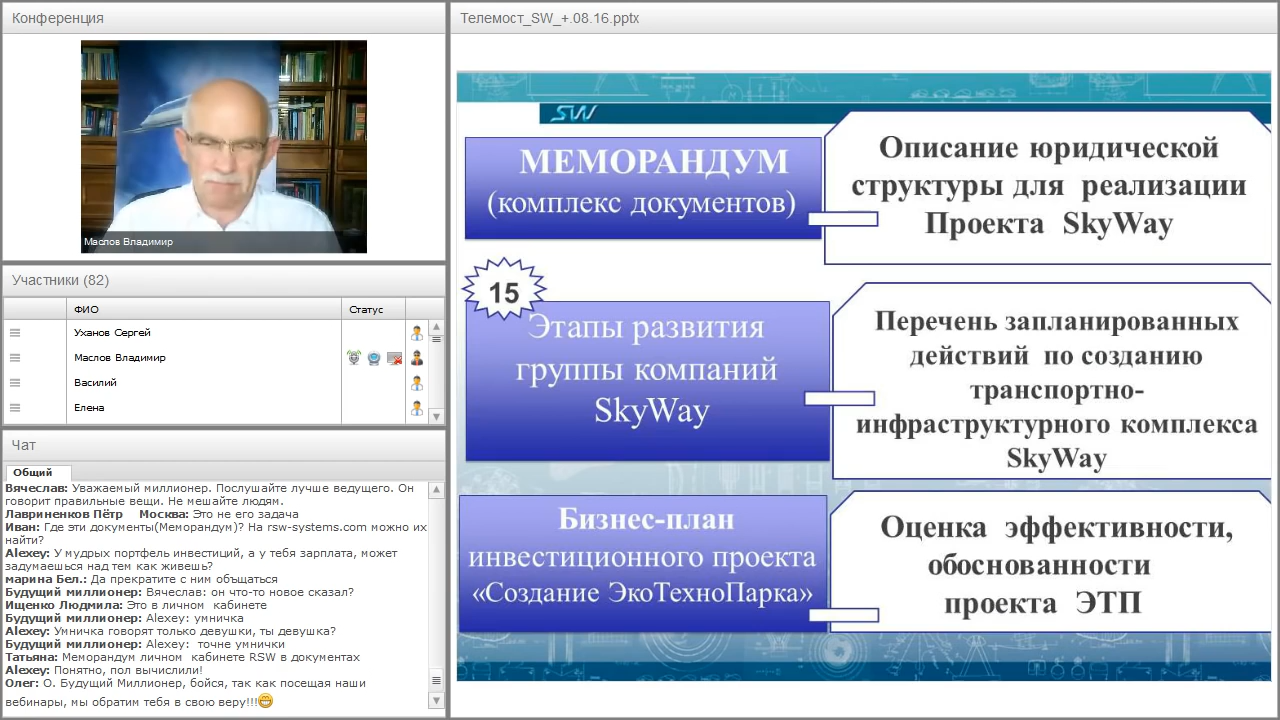 Конференция
Маслов Владимир
Участники (82)
ФИО
Статус
Уханов Сергей
Маслов Владимир
Василий
Елена
Чат
Общий
Вячеслав: Уважаемый миллионер. Послушайте лучше ведущего. Он
говорит правильные вещи. Не мешайте людям.
Лавриненков Пётр Москва: Это не его задача
Иван: Где эти документы(Меморандум)? На rsw-systems.com можно их
найти?
Alexey: У мудрых портфель инвестиций, а у тебя зарплата, может
задумаешься над тем как живешь?
марина Бел.: Да прекратите с ним объщаться
Будущий миллионер: Вячеслав: он что-то новое сказал?
Ищенко Людмила: Это в личном кабинете
Будущий миллионер: Alexey: умничка
Alexey: Умничка говорят только девушки, ты девушка?
Будущий миллионер: Alexey: точне умнички
Татьяна: Меморандум личном кабинете RSW в документах
Alexey: Понятно, пол вычислили!
Олег: О. Будущий Миллионер, бойся, так как посещая наши
вебинары, мы обратим тебя в свою веру!!!
Телемост_SW_+.08.16.pptx
SW
МЕМОРАНДУМ
(комплекс документов)
Описание юридической
структуры для реализации
Проекта SkyWay
15
Этапы развития
группы компаний
SkyWay
Перечень запланированных
действий по созданию
транспортно-
инфраструктурного комплекса
SkyWay
Бизнес-план
инвестиционного проекта
«Создание ЭкоТехноПарка»
Оценка эффективности,
обоснованности
проекта ЭТП